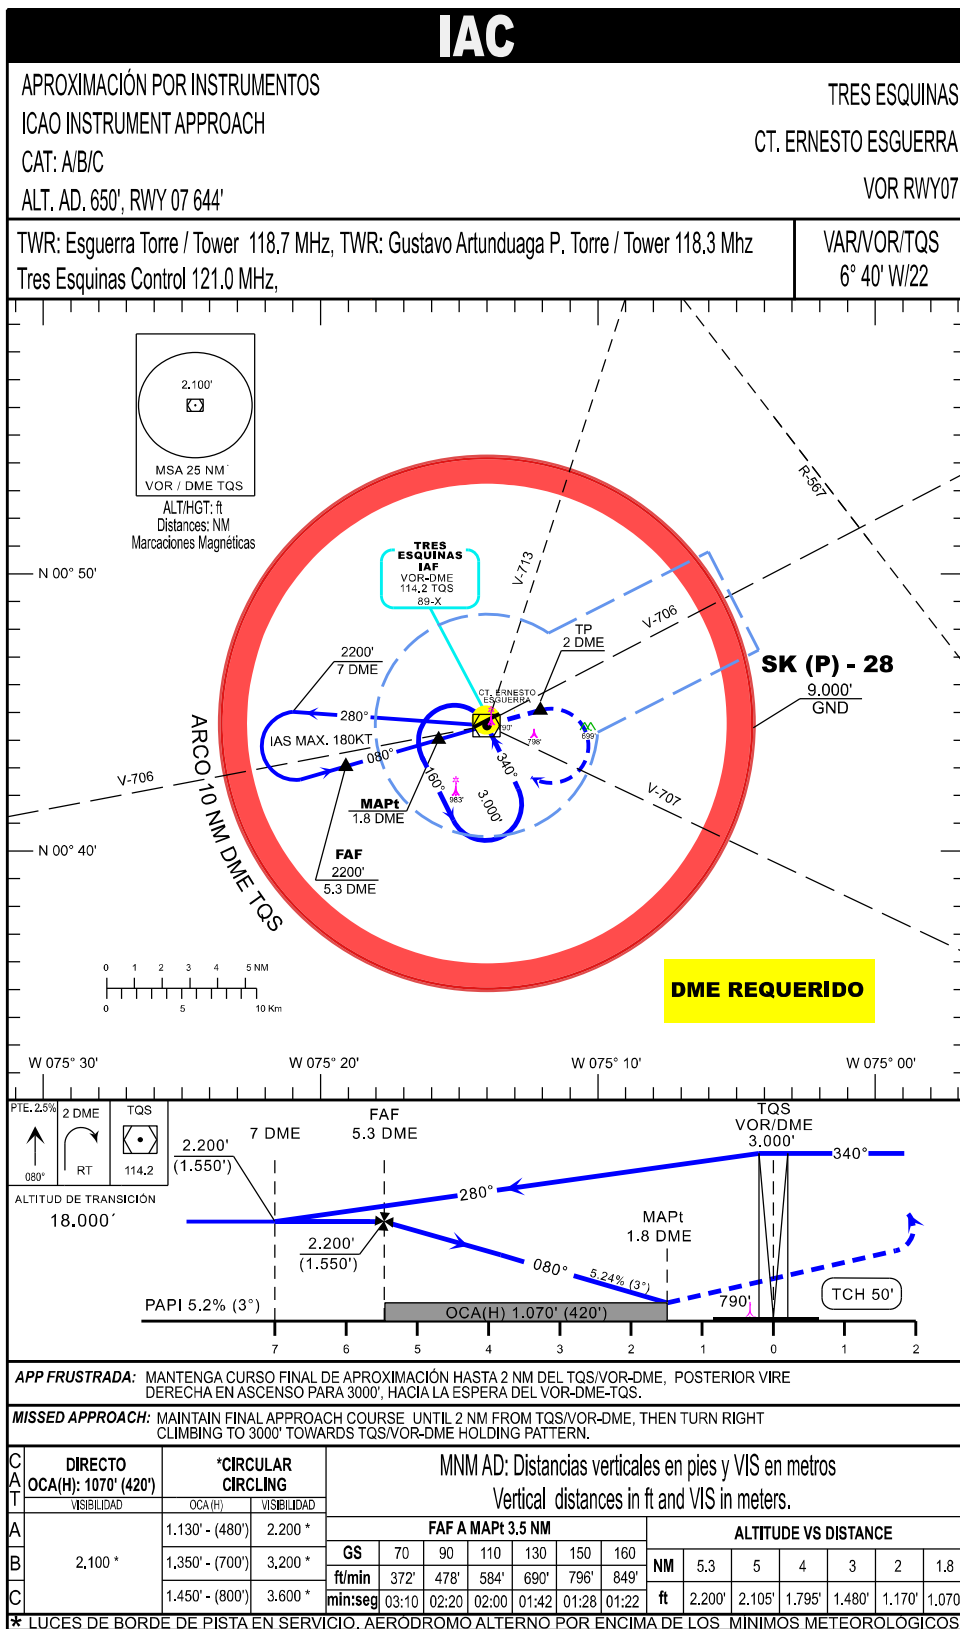 IAC
APROXIMACIÓN POR INSTRUMENTOS
ICAO INSTRUMENT APPROACH
CAT: A/B/C
ALT. AD. 650', RWY 07 644'
TRES ESQUINAS
CT. ERNESTO ESGUERRA
VOR RWY07
TWR: Esguerra Torre / Tower 118.7 MHz, TWR: Gustavo Artunduaga P. Torre / Tower 118.3 Mhz
Tres Esquinas Control 121.0 MHz,
VAR/VOR/TQS
6° 40' W/22
2.100'
MSA 25 NM
VOR / DME TQS
ALT/HGT: ft
Distances: NM
Marcaciones Magnéticas
R-567
V-713
N 00° 50'
TRES
ESQUINAS
IAF
VOR-DME
114.2 TQS
89-X
V-706
TP
2 DME
2200'
7 DME
SK (P) - 28
9.000'
GND
CT. ERNESTO
ESGUERRA
280°
IAS MAX. 180KT
080°
793'
798'
699'
V-706
160°
340°
983'
3.000'
V-707
MAPt
1.8 DME
ARCO 10 NM DME TQS
N 00° 40'
FAF
2200'
5.3 DME
0 1 2 3 4 5 NM
0 5 10 Km
DME REQUERIDO
W 075° 30' W 075° 20' W 075° 10' W 075° 00'
PTE. 2.5%
080°
2 DME
RT
TQS
114.2
ALTITUD DE TRANSICIÓN
18.000´
7 DME
FAF
5.3 DME
TQS
VOR/DME
3.000'
2.200'
(1.550')
340°
280°
MAPt
1.8 DME
2.200'
(1.550')
080°
5.24% (3°)
PAPI 5.2% (3°)
OCA(H) 1.070' (420')
790'
TCH 50'
7 6 5 4 3 2 1 0 1 2
APP FRUSTRADA: MANTENGA CURSO FINAL DE APROXIMACIÓN HASTA 2 NM DEL TQS/VOR-DME, POSTERIOR VIRE
DERECHA EN ASCENSO PARA 3000', HACIA LA ESPERA DEL VOR-DME-TQS.
MISSED APPROACH: MAINTAIN FINAL APPROACH COURSE UNTIL 2 NM FROM TQS/VOR-DME, THEN TURN RIGHT
CLIMBING TO 3000' TOWARDS TQS/VOR-DME HOLDING PATTERN.
CAT
DIRECTO
OCA(H): 1070' (420')
VISIBILIDAD
*CIRCULAR
CIRCLING
OCA (H) VISIBILIDAD
A 1.130' - (480') 2.200 *
B 2.100 * 1.350' - (700') 3.200 *
C 1.450' - (800') 3.600 *
MNM AD: Distancias verticales en pies y VIS en metros
Vertical distances in ft and VIS in meters.
FAF A MAPt 3.5 NM
GS 70 90 110 130 150 160
ft/min 372' 478' 584' 690' 796' 849'
min:seg 03:10 02:20 02:00 01:42 01:28 01:22
ALTITUDE VS DISTANCE
NM 5.3 5 4 3 2 1.8
ft 2.200' 2.105' 1.795' 1.480' 1.170' 1.070
* LUCES DE BORDE DE PISTA EN SERVICIO, AERÓDROMO ALTERNO POR ENCIMA DE LOS MINIMOS METEOROLÓGICOS